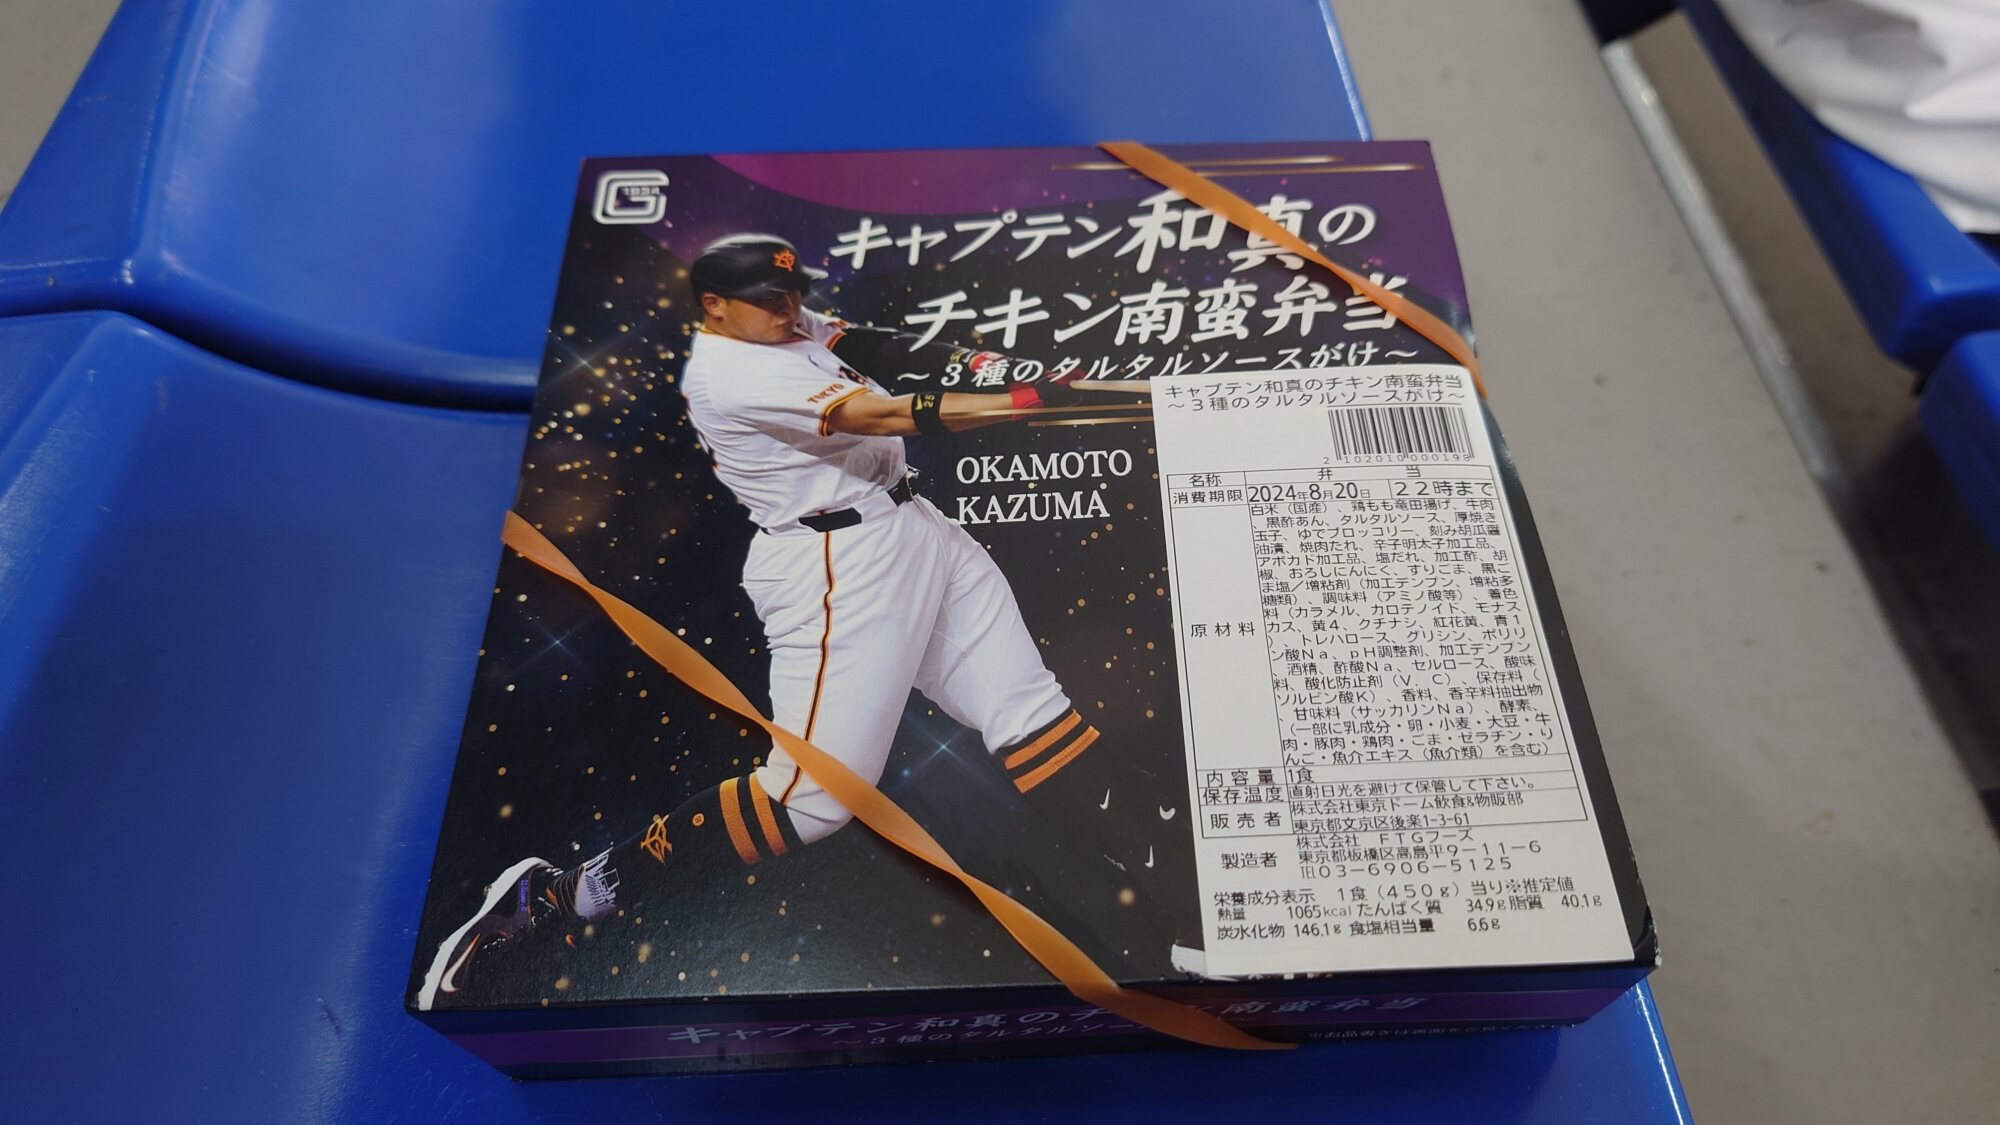 G
1934
キャプテン和真の
チキン南蛮弁当
～3種のタルタルソースがけ～
TOKYO
25
OKAMOTO
KAZUMA
キャプテン和真のチキン南蛮弁当
～3種のタルタルソースがけ～
2 102010 000198
名称 弁当
消費期限 2024年8月20日 22時まで
原材料
白米（国産）、鶏もも竜田揚げ、牛肉
、黒酢あん、タルタルソース、厚焼き
玉子、ゆでブロッコリー、刻み胡瓜醤
油漬、焼肉たれ、辛子明太子加工品、
アボカド加工品、塩だれ、加工酢、胡
椒、おろしにんにく、すりごま、黒ご
ま塩／増粘剤（加工デンプン、増粘多
糖類）、調味料（アミノ酸等）、着色
料（カラメル、カロテノイド、モナス
カス、黄4、クチナシ、紅花黄、青1
）、トレハロース、グリシン、ポリリ
ン酸Na、pH調整剤、加工デンプン
、酒精、酢酸Na、セルロース、酸味
料、酸化防止剤（V．C）、保存料（
ソルビン酸K）、香料、香辛料抽出物
、甘味料（サッカリンNa）、酵素、
（一部に乳成分・卵・小麦・大豆・牛
肉・豚肉・鶏肉・ごま・ゼラチン・り
んご・魚介エキス（魚介類）を含む）
内容量 1食
保存温度 直射日光を避けて保管して下さい。
販売者 株式会社東京ドーム飲食&物販部
東京都文京区後楽1-3-61
製造者 株式会社 FTGフーズ
東京都板橋区高島平9－11－6
TEL03－6906－5125
栄養成分表示 1食（450g）当り※推定値
熱量 1065kcal たんぱく質 34.9g 脂質 40.1g
炭水化物 146.1g 食塩相当量 6.6g
キャプテン和真のチキン南蛮弁当
～3種のタルタルソース